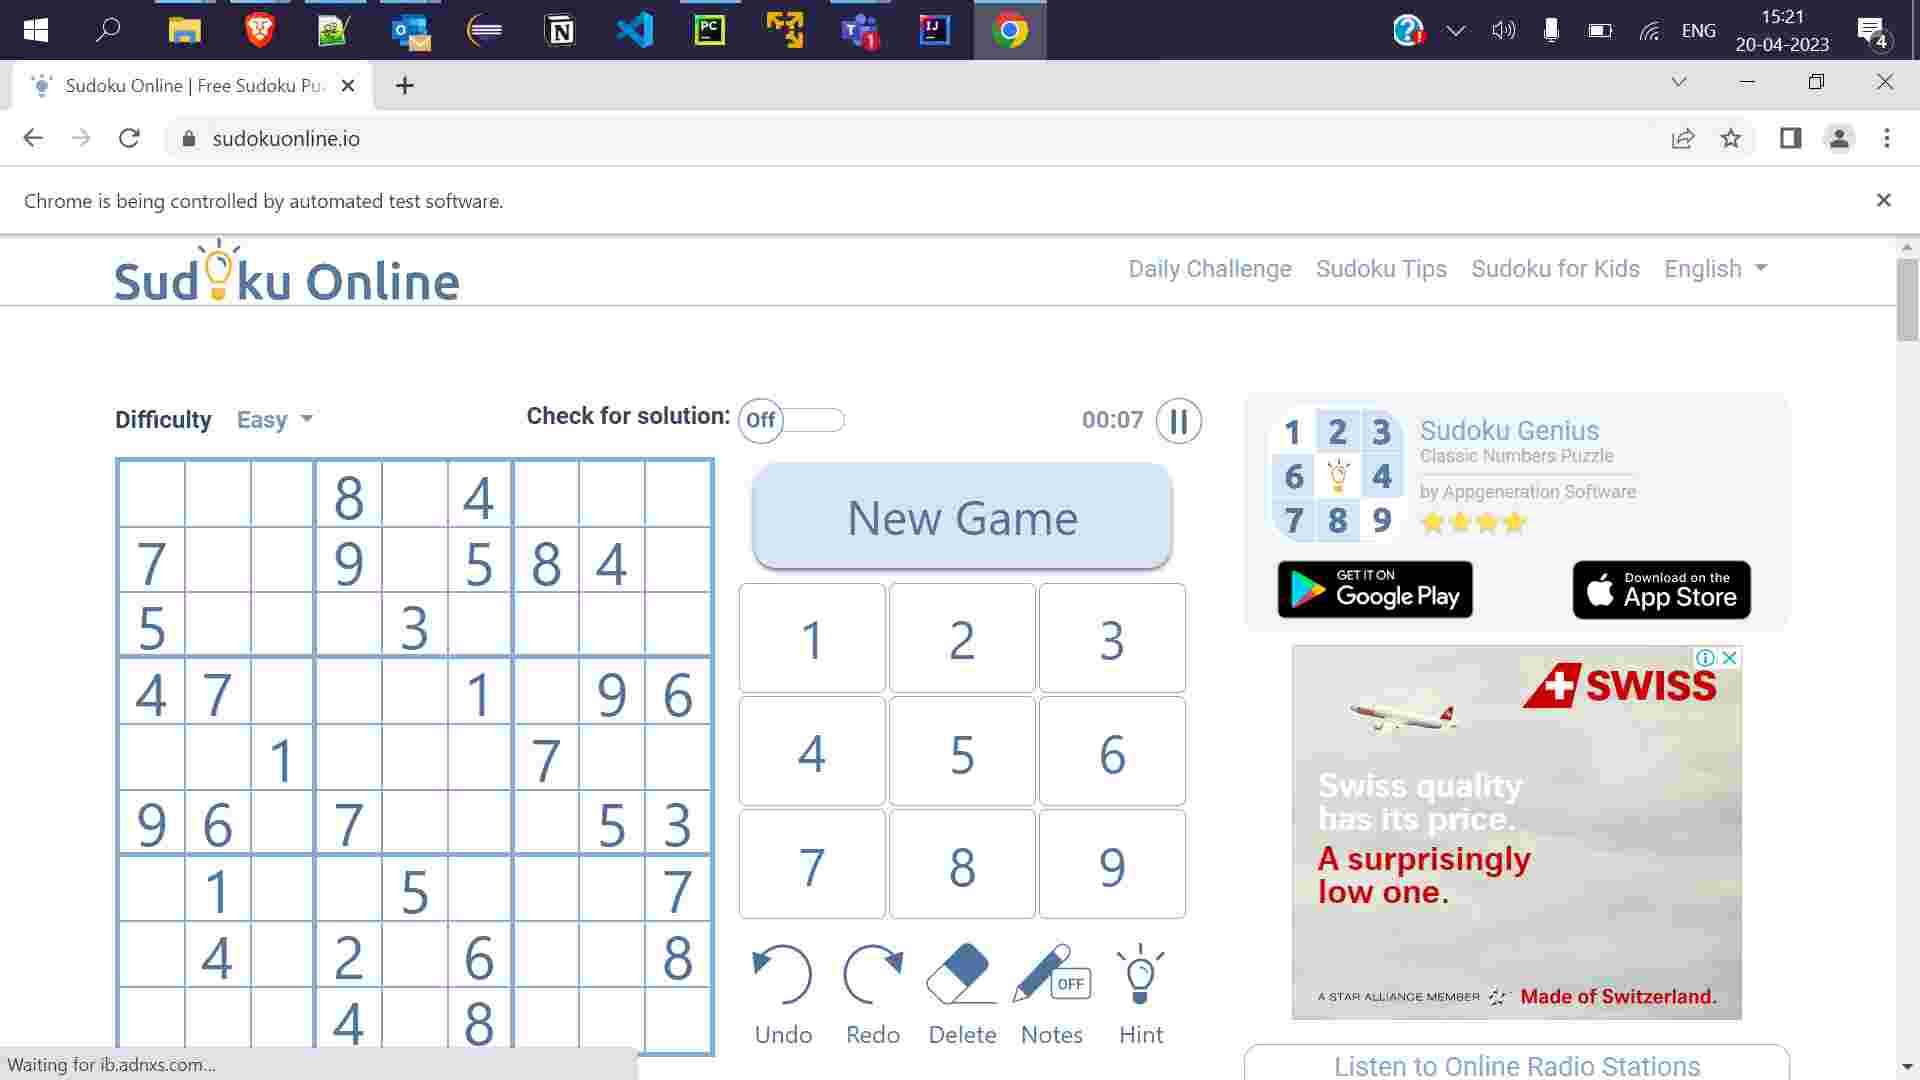 ENG
15:21
20-04-2023
4
Sudoku Online | Free Sudoku Pu
sudokuonline.io
Chrome is being controlled by automated test software.
Sudoku Online
Daily Challenge Sudoku Tips Sudoku for Kids English
Difficulty Easy
Check for solution: Off
00:07
8 4
7 9 5 8 4
5 3
4 7 1 9 6
1 7
9 6 7 5 3
1 5 7
4 2 6 8
4 8
New Game
1 2 3
4 5 6
7 8 9
Undo Redo Delete Notes Hint
OFF
1 2 3
6 4
7 8 9
Sudoku Genius
Classic Numbers Puzzle
by Appgeneration Software
GET IT ON
Google Play
Download on the
App Store
SWISS
Swiss quality
has its price.
A surprisingly
low one.
A STAR ALLIANCE MEMBER
Made of Switzerland.
Listen to Online Radio Stations
Waiting for ib.adnxs.com...